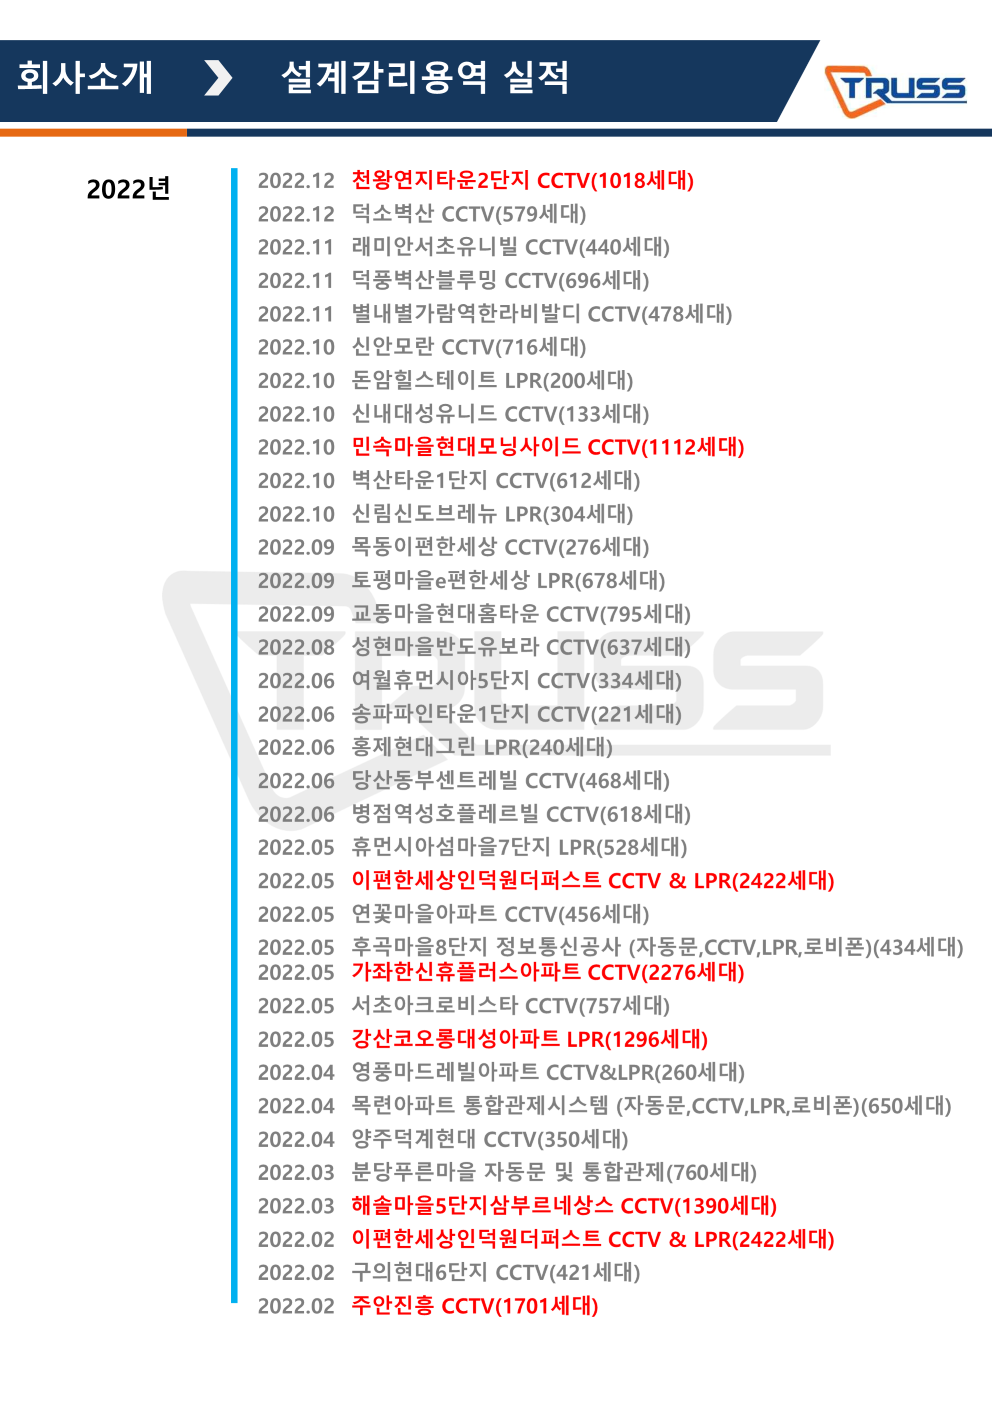 회사소개 설계감리용역 실적
TRUSS
2022년
2022.12 천왕연지타운2단지 CCTV(1018세대)
2022.12 덕소벽산 CCTV(579세대)
2022.11 래미안서초유니빌 CCTV(440세대)
2022.11 덕풍벽산블루밍 CCTV(696세대)
2022.11 별내별가람역한라비발디 CCTV(478세대)
2022.10 신안모란 CCTV(716세대)
2022.10 돈암힐스테이트 LPR(200세대)
2022.10 신내대성유니드 CCTV(133세대)
2022.10 민속마을현대모닝사이드 CCTV(1112세대)
2022.10 벽산타운1단지 CCTV(612세대)
2022.10 신림신도브레뉴 LPR(304세대)
2022.09 목동이편한세상 CCTV(276세대)
2022.09 토평마을e편한세상 LPR(678세대)
2022.09 교동마을현대홈타운 CCTV(795세대)
2022.08 성현마을반도유보라 CCTV(637세대)
2022.06 여월휴먼시아5단지 CCTV(334세대)
2022.06 송파파인타운1단지 CCTV(221세대)
2022.06 홍제현대그린 LPR(240세대)
2022.06 당산동부센트레빌 CCTV(468세대)
2022.06 병점역성호플레르빌 CCTV(618세대)
2022.05 휴먼시아섬마을7단지 LPR(528세대)
2022.05 이편한세상인덕원더퍼스트 CCTV & LPR(2422세대)
2022.05 연꽃마을아파트 CCTV(456세대)
2022.05 후곡마을8단지 정보통신공사 (자동문,CCTV,LPR,로비폰)(434세대)
2022.05 가좌한신휴플러스아파트 CCTV(2276세대)
2022.05 서초아크로비스타 CCTV(757세대)
2022.05 강산코오롱대성아파트 LPR(1296세대)
2022.04 영풍마드레빌아파트 CCTV&LPR(260세대)
2022.04 목련아파트 통합관제시스템 (자동문,CCTV,LPR,로비폰)(650세대)
2022.04 양주덕계현대 CCTV(350세대)
2022.03 분당푸른마을 자동문 및 통합관제(760세대)
2022.03 해솔마을5단지삼부르네상스 CCTV(1390세대)
2022.02 이편한세상인덕원더퍼스트 CCTV & LPR(2422세대)
2022.02 구의현대6단지 CCTV(421세대)
2022.02 주안진흥 CCTV(1701세대)